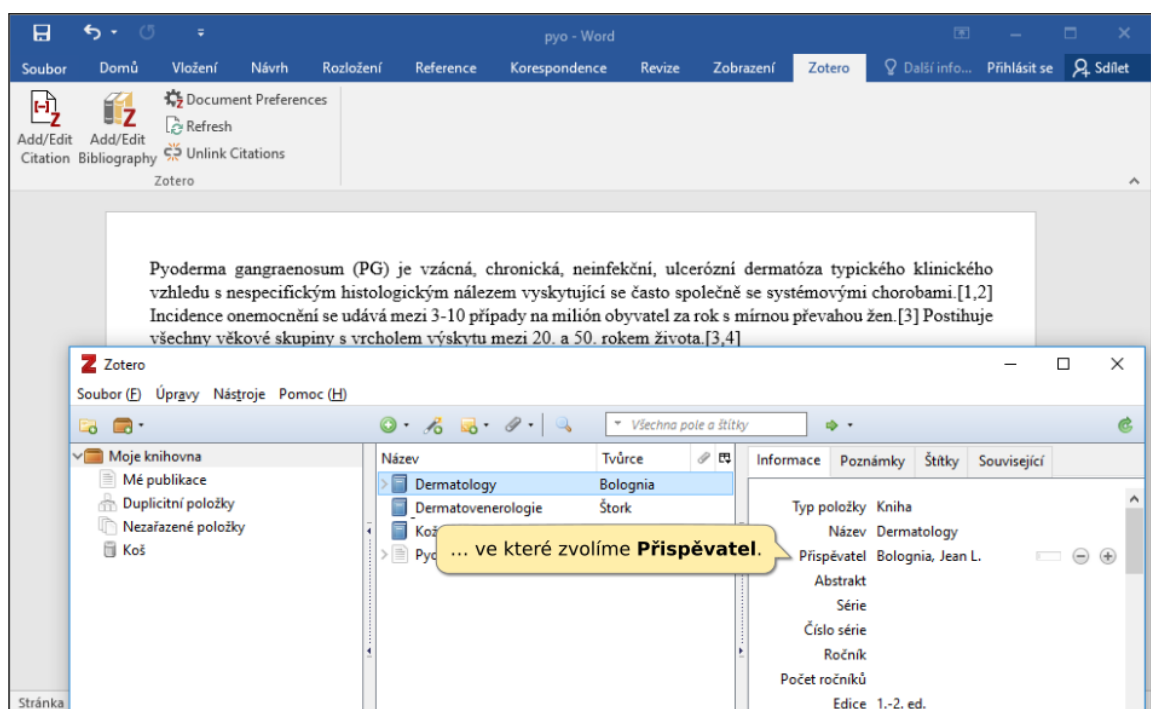 pyo - Word
Soubor Domů Vložení Návrh Rozložení Reference Korespondence Revize Zobrazení Zotero Další info... Přihlásit se Sdílet
Add/Edit Citation
Add/Edit Bibliography
Document Preferences
Refresh
Unlink Citations
Zotero
Pyoderma gangraenosum (PG) je vzácná, chronická, neinfekční, ulcerózní dermatóza typického klinického
vzhledu s nespecifickým histologickým nálezem vyskytující se často společně se systémovými chorobami.[1,2]
Incidence onemocnění se udává mezi 3-10 případy na milión obyvatel za rok s mírnou převahou žen.[3] Postihuje
všechny věkové skupiny s vrcholem výskytu mezi 20. a 50. rokem života.[3,4]
Zotero
Soubor (F) Úpravy Nástroje Pomoc (H)
Všechna pole a štítky
Moje knihovna
Mé publikace
Duplicitní položky
Nezařazené položky
Koš
Název Tvůrce
Dermatology Bolognia
Dermatovenerologie Štork
… ve které zvolíme Přispěvatel.
Informace Poznámky Štítky Související
Typ položky Kniha
Název Dermatology
Přispěvatel Bolognia, Jean L.
Abstrakt
Série
Číslo série
Ročník
Počet ročníků
Edice 1.-2. ed.
Stránka